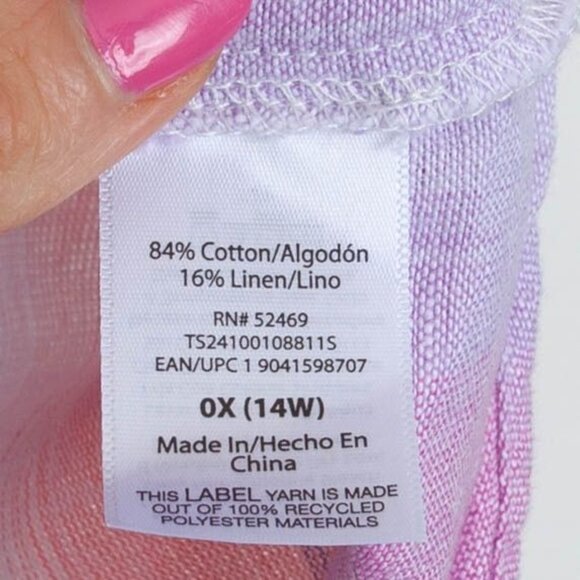 84% Cotton/Algodón
16% Linen/Lino
RN# 52469
TS24100108811S
EAN/UPC 1 9041598707
0X (14W)
Made In/Hecho En
China
THIS LABEL YARN IS MADE
OUT OF 100% RECYCLED
POLYESTER MATERIALS